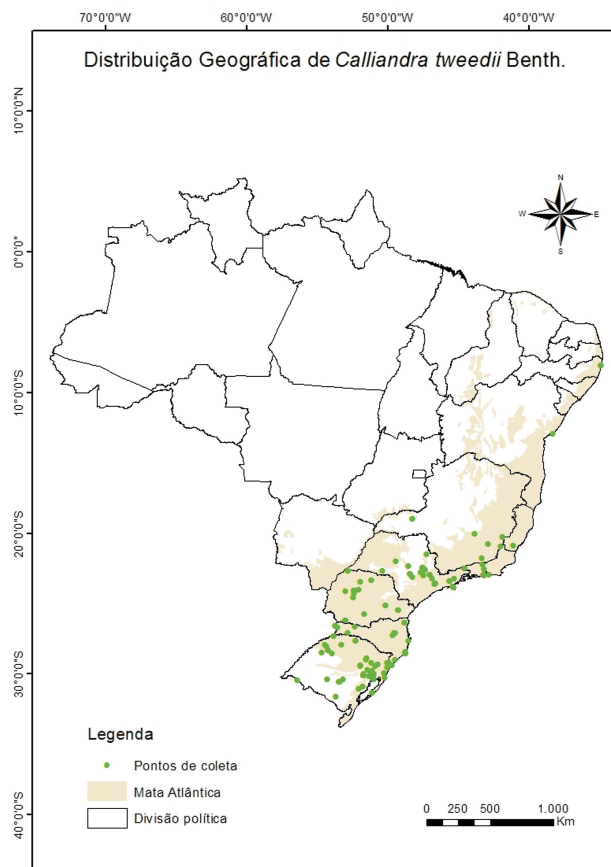 70°0'0"W 60°0'0"W 50°0'0"W 40°0'0"W
Distribuição Geográfica de Calliandra tweedii Benth.
10°0'0"N
0°0'0"
10°0'0"S
20°0'0"S
30°0'0"S
40°0'0"S
N
W E
S
Legenda
Pontos de coleta
Mata Atlântica
Divisão política
0 250 500 1.000
Km